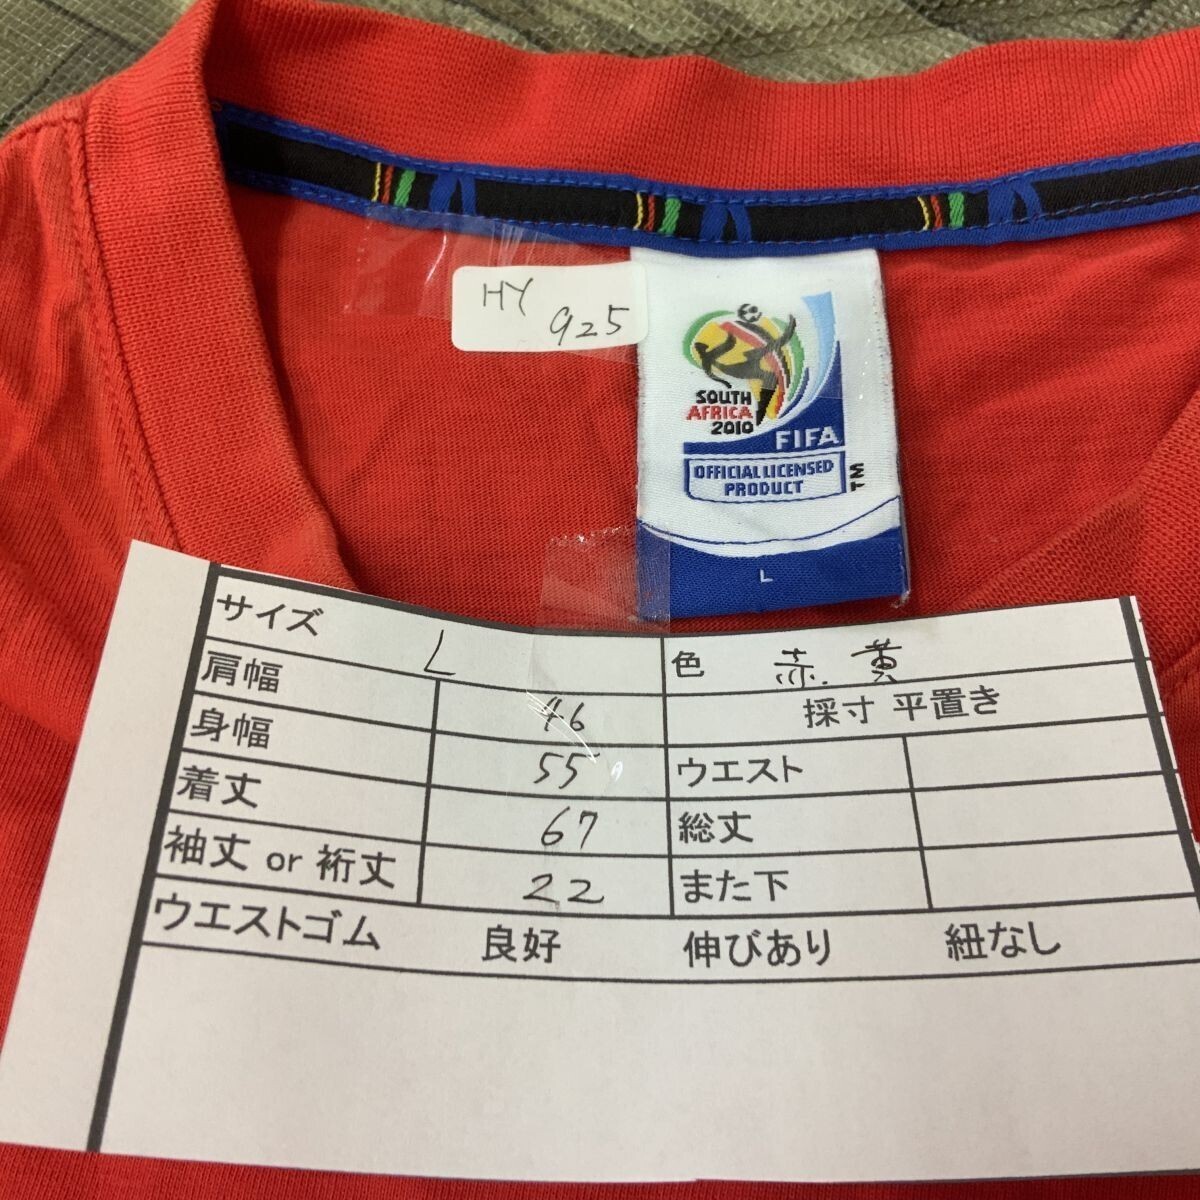 HY
925
SOUTH
AFRICA
2010
FIFA
OFFICIAL LICENSED
PRODUCT
TM
L
サイズ L 色 赤.黄
肩幅 46 採寸 平置き
身幅 55 ウエスト
着丈 67 総丈
袖丈 or 裄丈 22 また下
ウエストゴム 良好 伸びあり 紐なし